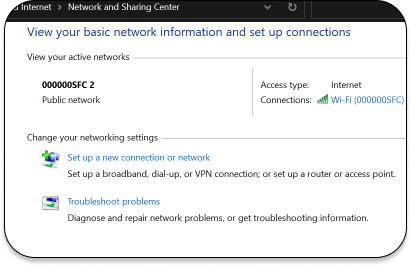 Internet > Network and Sharing Center
View your basic network information and set up connections
View your active networks
000000SFC 2
Public network
Access type: Internet
Connections: Wi-Fi (000000SFC)
Change your networking settings
Set up a new connection or network
Set up a broadband, dial-up, or VPN connection; or set up a router or access point.
Troubleshoot problems
Diagnose and repair network problems, or get troubleshooting information.